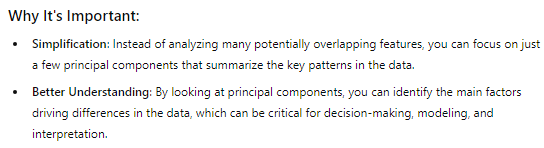 Why It's Important:
• Simplification: Instead of analyzing many potentially overlapping features, you can focus on just
a few principal components that summarize the key patterns in the data.
• Better Understanding: By looking at principal components, you can identify the main factors
driving differences in the data, which can be critical for decision-making, modeling, and
interpretation.